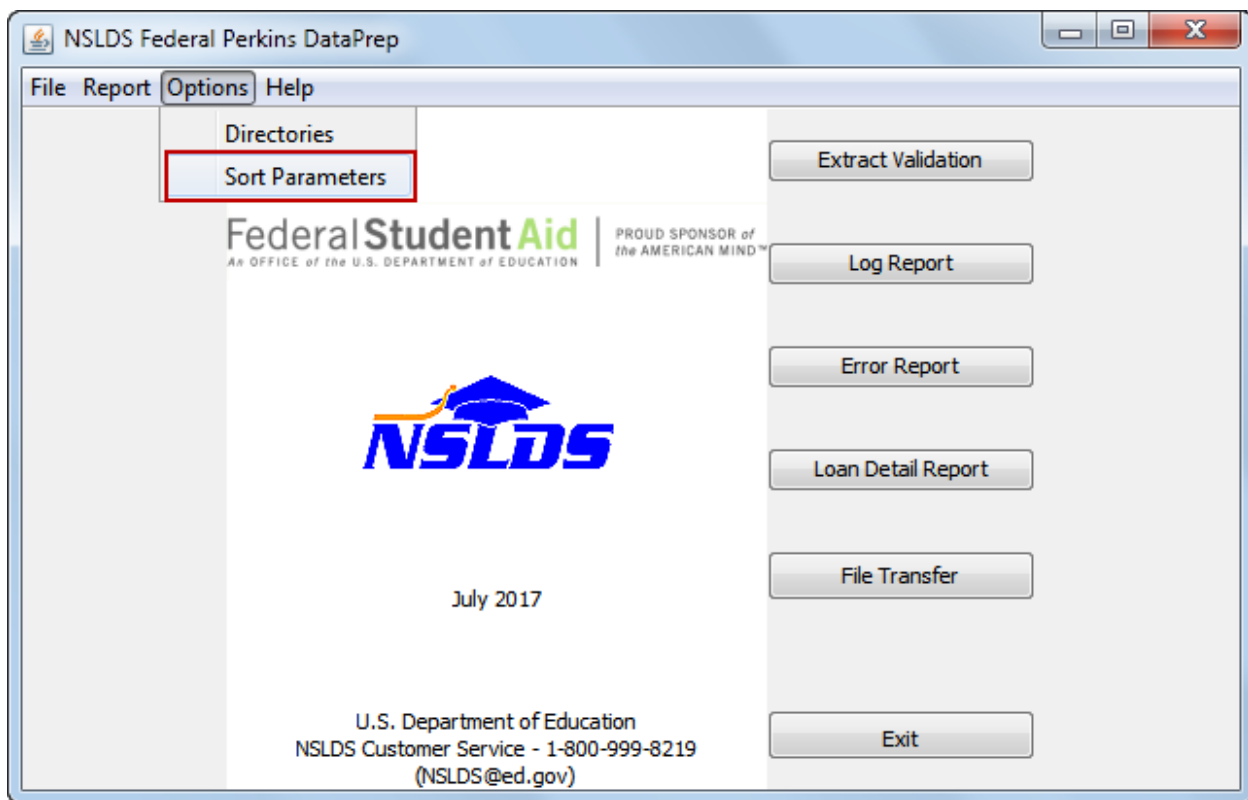 NSLDS Federal Perkins DataPrep
File Report Options Help
Directories
Sort Parameters
Extract Validation
Federal Student Aid
An OFFICE of the U.S. DEPARTMENT of EDUCATION
PROUD SPONSOR of
the AMERICAN MIND™
Log Report
Error Report
NSLDS
Loan Detail Report
File Transfer
July 2017
U.S. Department of Education
NSLDS Customer Service - 1-800-999-8219
(NSLDS@ed.gov)
Exit